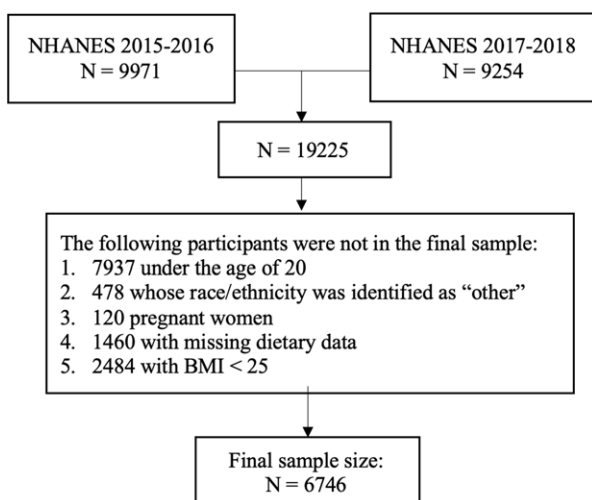 NHANES 2015-2016
N = 9971
NHANES 2017-2018
N = 9254
N = 19225
The following participants were not in the final sample:
1. 7937 under the age of 20
2. 478 whose race/ethnicity was identified as “other”
3. 120 pregnant women
4. 1460 with missing dietary data
5. 2484 with BMI < 25
Final sample size:
N = 6746